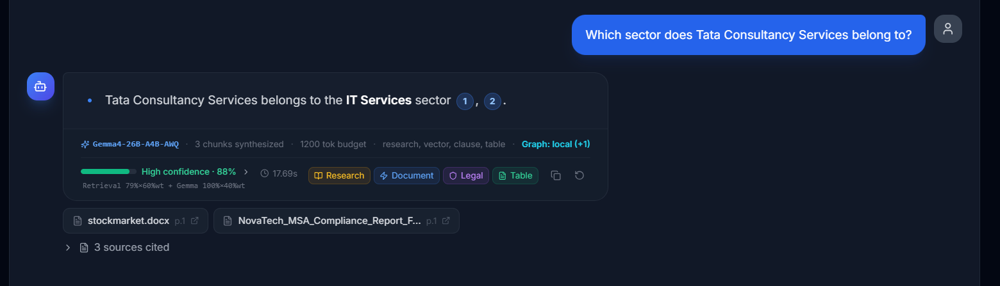 Which sector does Tata Consultancy Services belong to?
Tata Consultancy Services belongs to the IT Services sector 1 , 2 .
Gemma4-26B-A4B-AWQ · 3 chunks synthesized · 1200 tok budget · research, vector, clause, table · Graph: local (+1)
High confidence · 88% 17.69s Research Document Legal Table
Retrieval 79%×60%wt + Gemma 100%×40%wt
stockmarket.docx p.1 NovaTech_MSA_Compliance_Report_F... p.1
3 sources cited